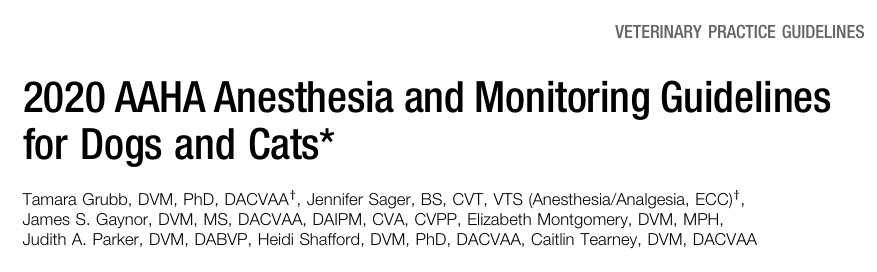 VETERINARY PRACTICE GUIDELINES
2020 AAHA Anesthesia and Monitoring Guidelines
for Dogs and Cats*
Tamara Grubb, DVM, PhD, DACVAA†, Jennifer Sager, BS, CVT, VTS (Anesthesia/Analgesia, ECC)†,
James S. Gaynor, DVM, MS, DACVAA, DAIPM, CVA, CVPP, Elizabeth Montgomery, DVM, MPH,
Judith A. Parker, DVM, DABVP, Heidi Shafford, DVM, PhD, DACVAA, Caitlin Tearney, DVM, DACVAA